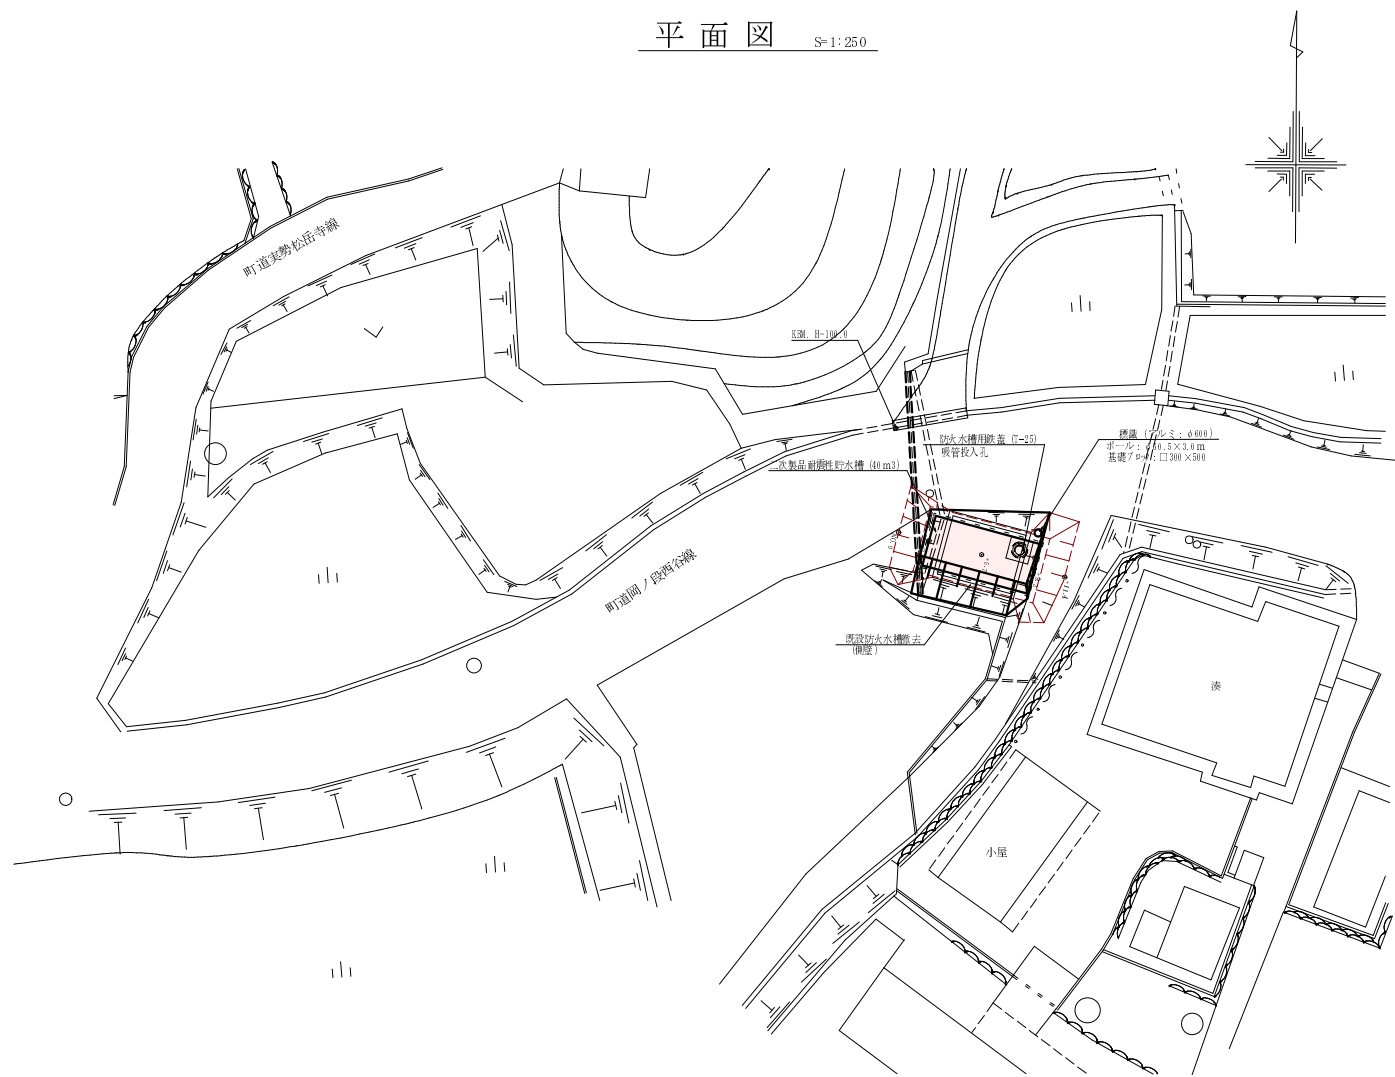 平面図 S=1:250
町道実勢松岳寺線
KBM. H=100.0
防火水槽用鉄蓋 (T-25)
吸管投入孔
標識 (アルミ: φ600)
ポール: φ60.5×3.0m
基礎ブロック: □300×500
二次製品耐震性貯水槽 (40m3)
町道岡ノ段西谷線
既設防火水槽撤去
(側壁)
湊
小屋